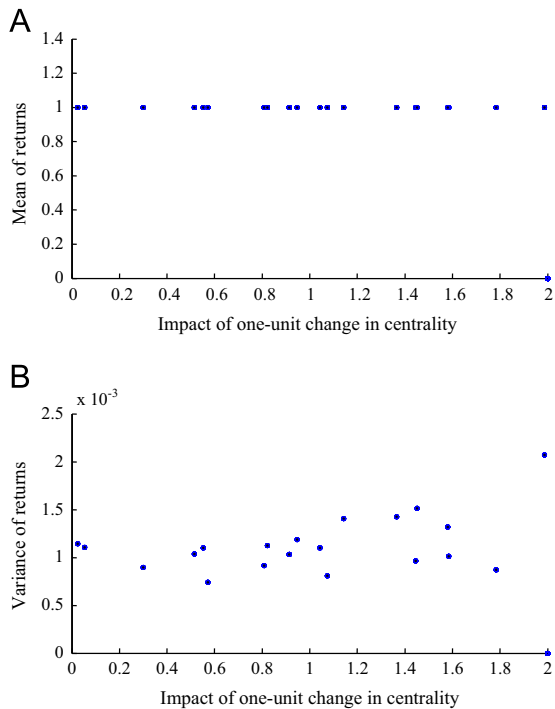 A
1.4
1.2
1
0.8
0.6
0.4
0.2
0
Mean of returns
0 0.2 0.4 0.6 0.8 1 1.2 1.4 1.6 1.8 2
Impact of one-unit change in centrality
B
x 10⁻³
2.5
2
1.5
1
0.5
0
Variance of returns
0 0.2 0.4 0.6 0.8 1 1.2 1.4 1.6 1.8 2
Impact of one-unit change in centrality